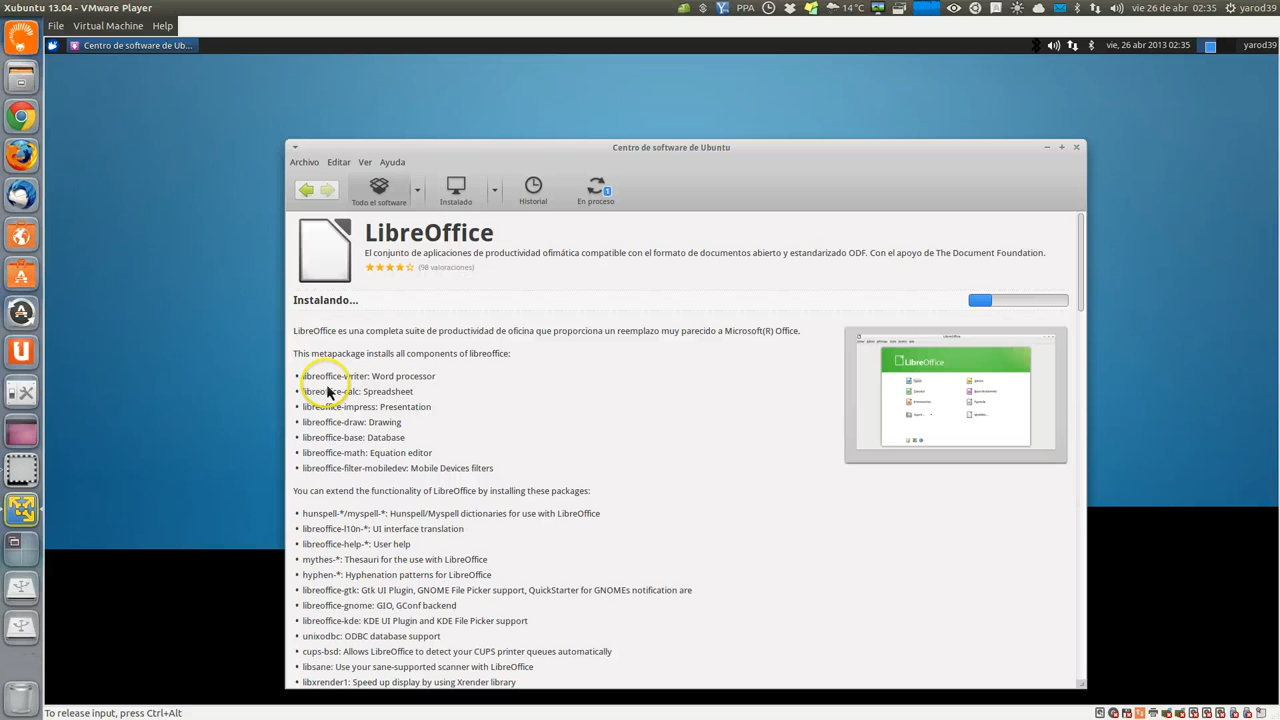 Xubuntu 13.04 - VMware Player
PPA
14°C
vie 26 de abr 02:35
yarod39
File Virtual Machine Help
Centro de software de Ub...
vie, 26 abr 2013 02:35
yarod39
Centro de software de Ubuntu
Archivo Editar Ver Ayuda
Todo el software
Instalado
Historial
En proceso
1
LibreOffice
El conjunto de aplicaciones de productividad ofimática compatible con el formato de documentos abierto y estandarizado ODF. Con el apoyo de The Document Foundation.
(98 valoraciones)
Instalando...
LibreOffice es una completa suite de productividad de oficina que proporciona un reemplazo muy parecido a Microsoft(R) Office.
This metapackage installs all components of libreoffice:
• libreoffice-writer: Word processor
• libreoffice-calc: Spreadsheet
• libreoffice-impress: Presentation
• libreoffice-draw: Drawing
• libreoffice-base: Database
• libreoffice-math: Equation editor
• libreoffice-filter-mobiledev: Mobile Devices filters
LibreOffice
You can extend the functionality of LibreOffice by installing these packages:
• hunspell-*/myspell-*: Hunspell/Myspell dictionaries for use with LibreOffice
• libreoffice-l10n-*: UI interface translation
• libreoffice-help-*: User help
• mythes-*: Thesauri for the use with LibreOffice
• hyphen-*: Hyphenation patterns for LibreOffice
• libreoffice-gtk: Gtk UI Plugin, GNOME File Picker support, QuickStarter for GNOMEs notification are
• libreoffice-gnome: GIO, GConf backend
• libreoffice-kde: KDE UI Plugin and KDE File Picker support
• unixodbc: ODBC database support
• cups-bsd: Allows LibreOffice to detect your CUPS printer queues automatically
• libsane: Use your sane-supported scanner with LibreOffice
• libxrender1: Speed up display by using Xrender library
To release input, press Ctrl+Alt